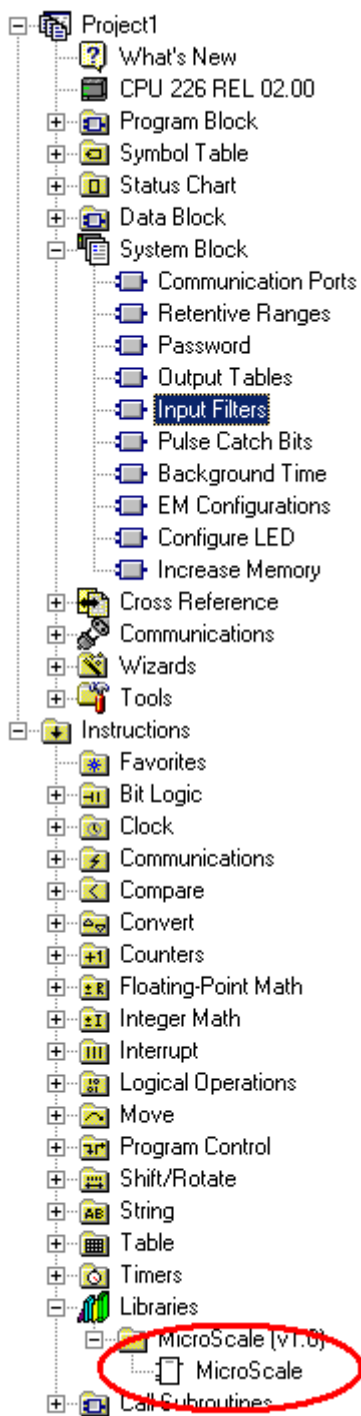 Project1
What's New
CPU 226 REL 02.00
Program Block
Symbol Table
Status Chart
Data Block
System Block
Communication Ports
Retentive Ranges
Password
Output Tables
Input Filters
Pulse Catch Bits
Background Time
EM Configurations
Configure LED
Increase Memory
Cross Reference
Communications
Wizards
Tools
Instructions
Favorites
Bit Logic
Clock
Communications
Compare
Convert
Counters
Floating-Point Math
Integer Math
Interrupt
Logical Operations
Move
Program Control
Shift/Rotate
String
Table
Timers
Libraries
MicroScale (v1.0)
MicroScale
Call Subroutines